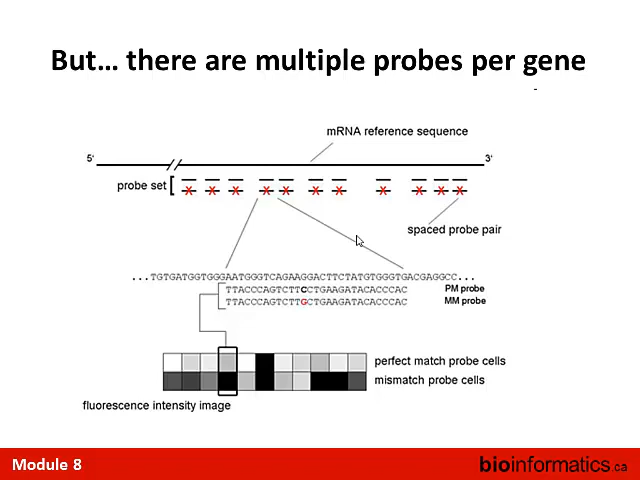 But... there are multiple probes per gene
mRNA reference sequence
5' 3'
probe set
X X X X X X X X X X X
spaced probe pair
...TGTGATGGTGGGAATGGGTCAGAAGGACTTCTATGTGGGTGACGAGGCC...
TTACCCAGTCTTCCTGAAGATACACCCAC PM probe
TTACCCAGTCTTGCTGAAGATACACCCAC MM probe
perfect match probe cells
mismatch probe cells
fluorescence intensity image
Module 8
bioinformatics.ca